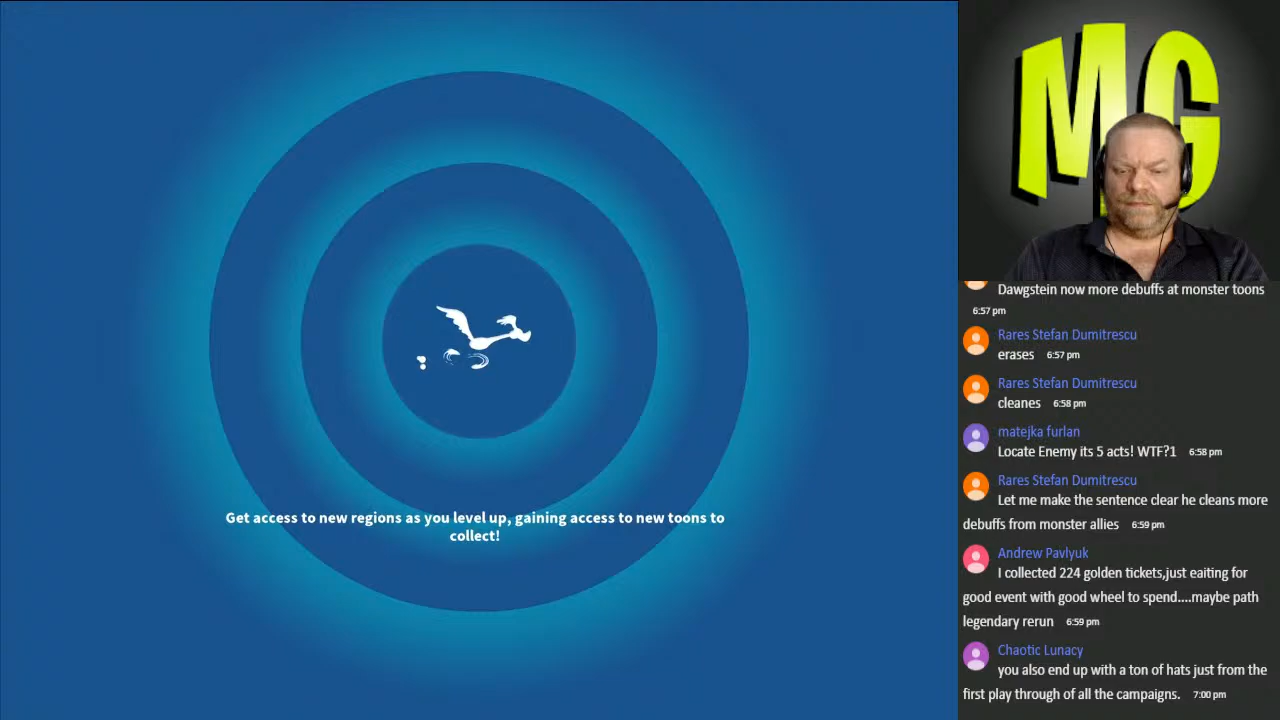 MG
Get access to new regions as you level up, gaining access to new toons to
collect!
Dawgstein now more debuffs at monster toons
6:57 pm
Rares Stefan Dumitrescu
erases 6:57 pm
Rares Stefan Dumitrescu
cleanes 6:58 pm
matejka furlan
Locate Enemy its 5 acts! WTF?1 6:58 pm
Rares Stefan Dumitrescu
Let me make the sentence clear he cleans more
debuffs from monster allies 6:59 pm
Andrew Pavlyuk
I collected 224 golden tickets,just eaiting for
good event with good wheel to spend....maybe path
legendary rerun 6:59 pm
Chaotic Lunacy
you also end up with a ton of hats just from the
first play through of all the campaigns. 7:00 pm